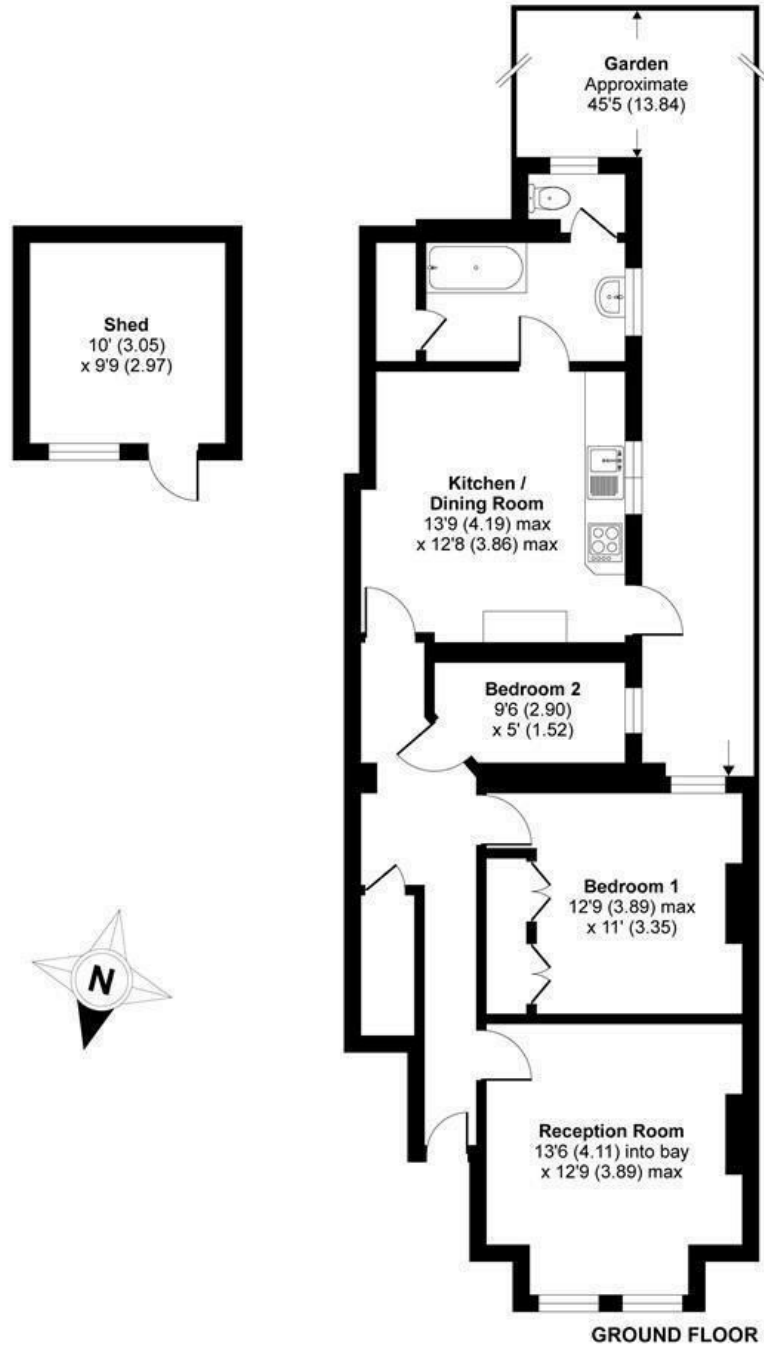 Garden
Approximate
45'5 (13.84)
Shed
10' (3.05)
x 9'9 (2.97)
Kitchen /
Dining Room
13'9 (4.19) max
x 12'8 (3.86) max
Bedroom 2
9'6 (2.90)
x 5' (1.52)
Bedroom 1
12'9 (3.89) max
x 11' (3.35)
N
Reception Room
13'6 (4.11) into bay
x 12'9 (3.89) max
GROUND FLOOR